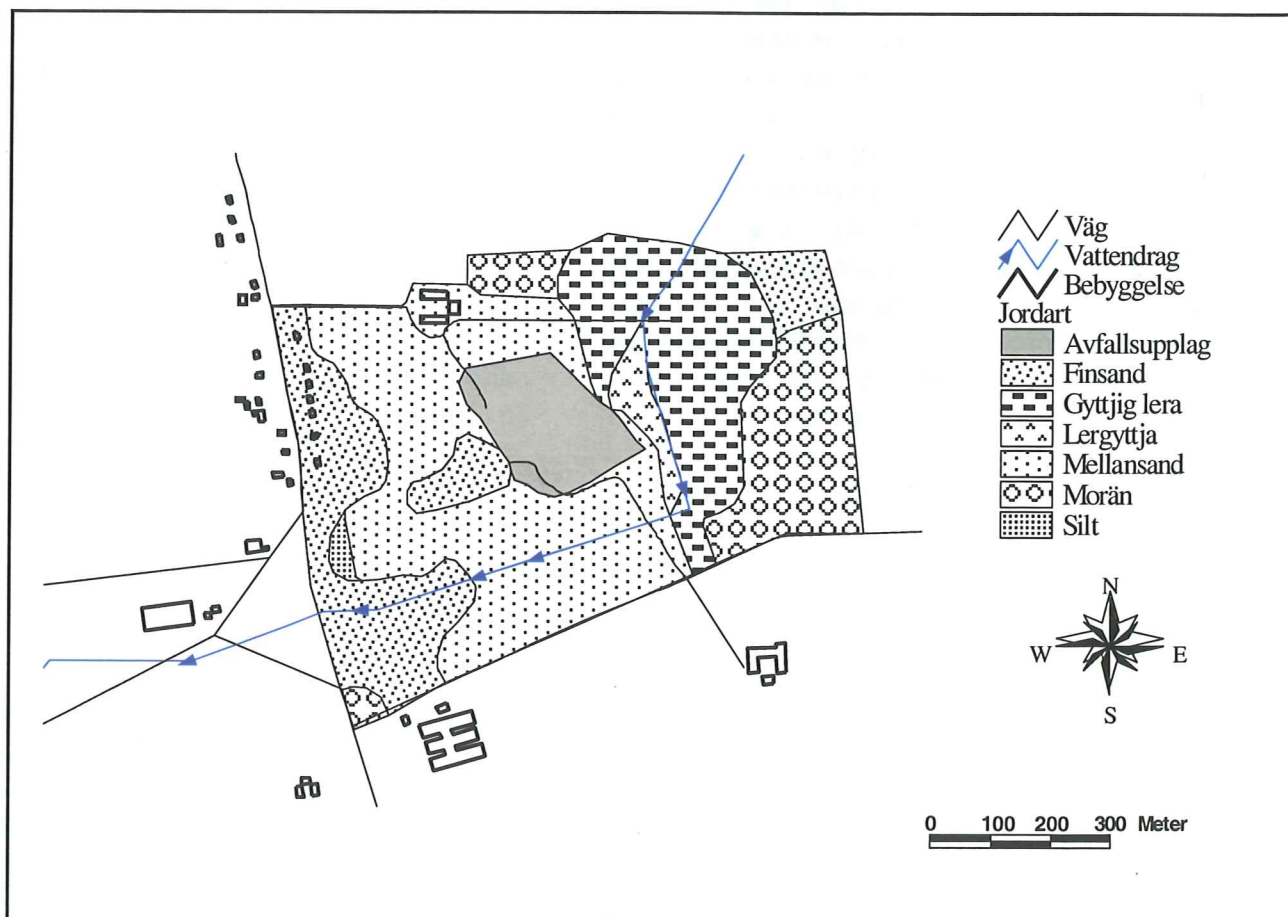 Väg
Vattendrag
Bebyggelse
Jordart
Avfallsupplag
Finsand
Gyttjig lera
Lergyttja
Mellansand
Morän
Silt
N
W E
S
0 100 200 300 Meter